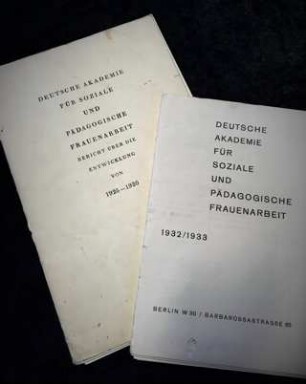 DEUTSCHE AKADEMIE
FÜR SOZIALE
UND
PÄDAGOGISCHE
FRAUENARBEIT
BERICHT ÜBER DIE
ENTWICKLUNG
VON
DEUTSCHE
AKADEMIE
FÜR
SOZIALE
UND
PÄDAGOGISCHE
FRAUENARBEIT
1932/1933
BERLIN W 30 / BARBAROSSASTRASSE 65